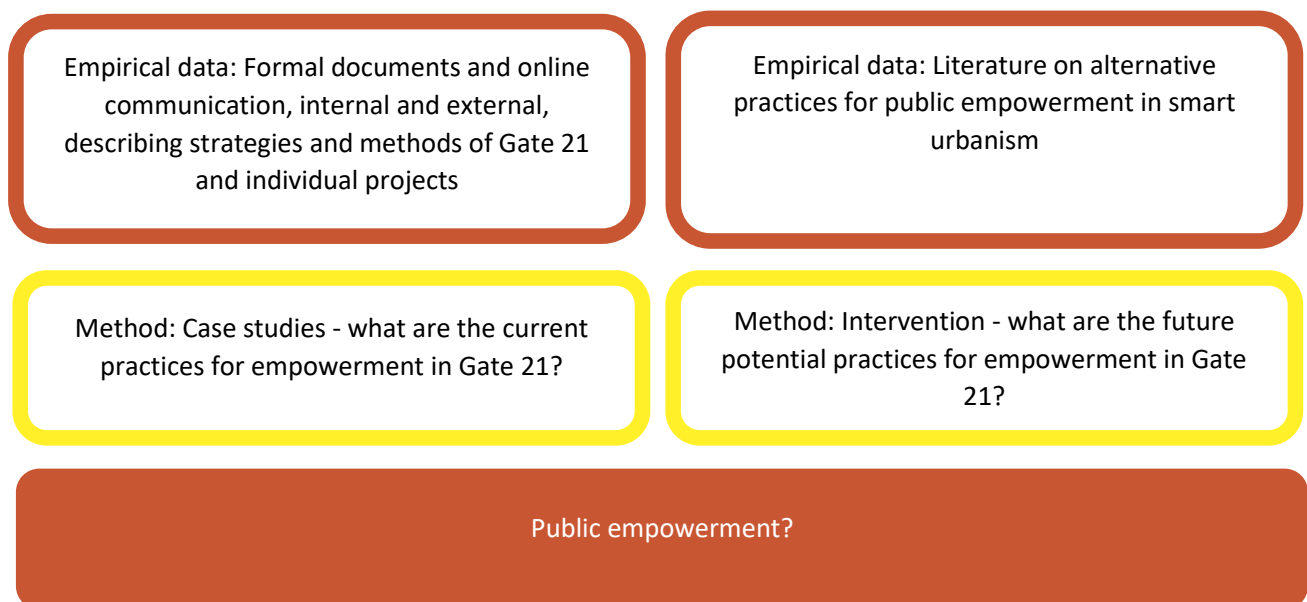 Empirical data: Formal documents and online
communication, internal and external,
describing strategies and methods of Gate 21
and individual projects
Empirical data: Literature on alternative
practices for public empowerment in smart
urbanism
Method: Case studies - what are the current
practices for empowerment in Gate 21?
Method: Intervention - what are the future
potential practices for empowerment in Gate
21?
Public empowerment?